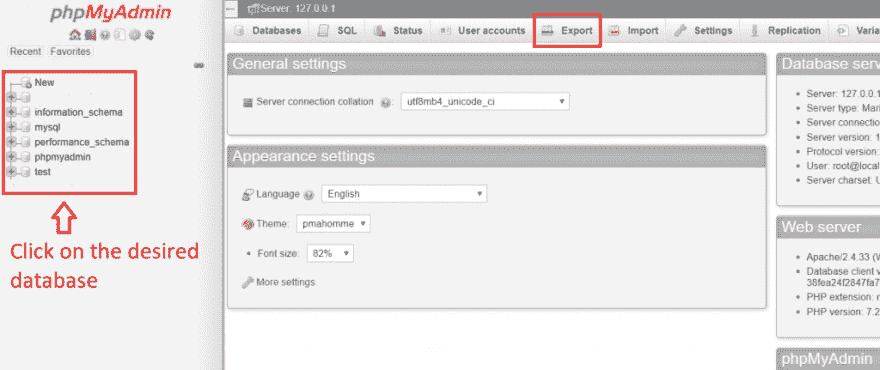 phpMyAdmin
Recent Favorites
New
information_schema
mysql
performance_schema
phpmyadmin
test
Click on the desired
database
Server: 127.0.0.1
Databases SQL Status User accounts Export Import Settings Replication Varia
General settings
Server connection collation : utf8mb4_unicode_ci
Appearance settings
Language English
Theme: pmahomme
Font size: 82%
More settings
Database serv
Server: 127.0.0.1
Server type: Mari
Server connection
Server version: 1
Protocol version:
User: root@local
Server charset: U
Web server
Apache/2.4.33 (W
Database client v
38fea24f2847fa7
PHP extension: m
PHP version: 7.2
phpMyAdmin